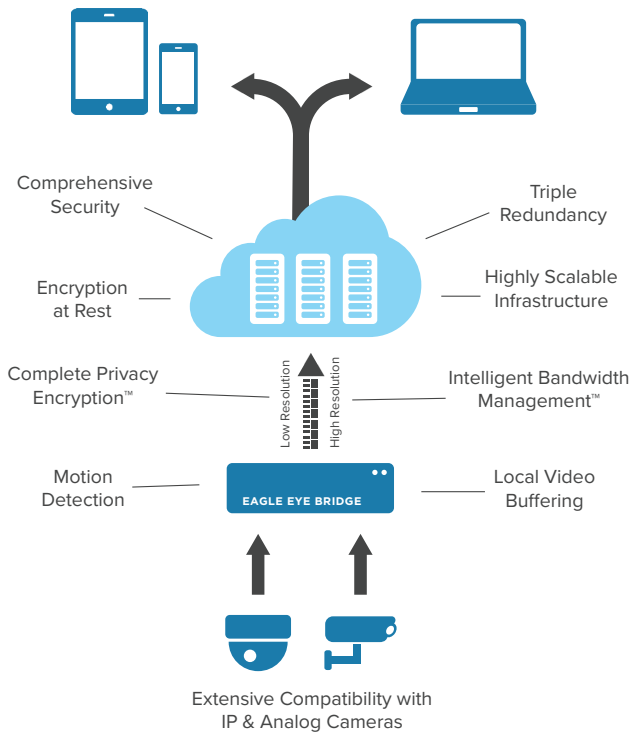 Comprehensive
Security
Triple
Redundancy
Encryption
at Rest
Highly Scalable
Infrastructure
Complete Privacy
Encryption™
Low Resolution
High Resolution
Intelligent Bandwidth
Management™
Motion
Detection
EAGLE EYE BRIDGE
Local Video
Buffering
Extensive Compatibility with
IP & Analog Cameras